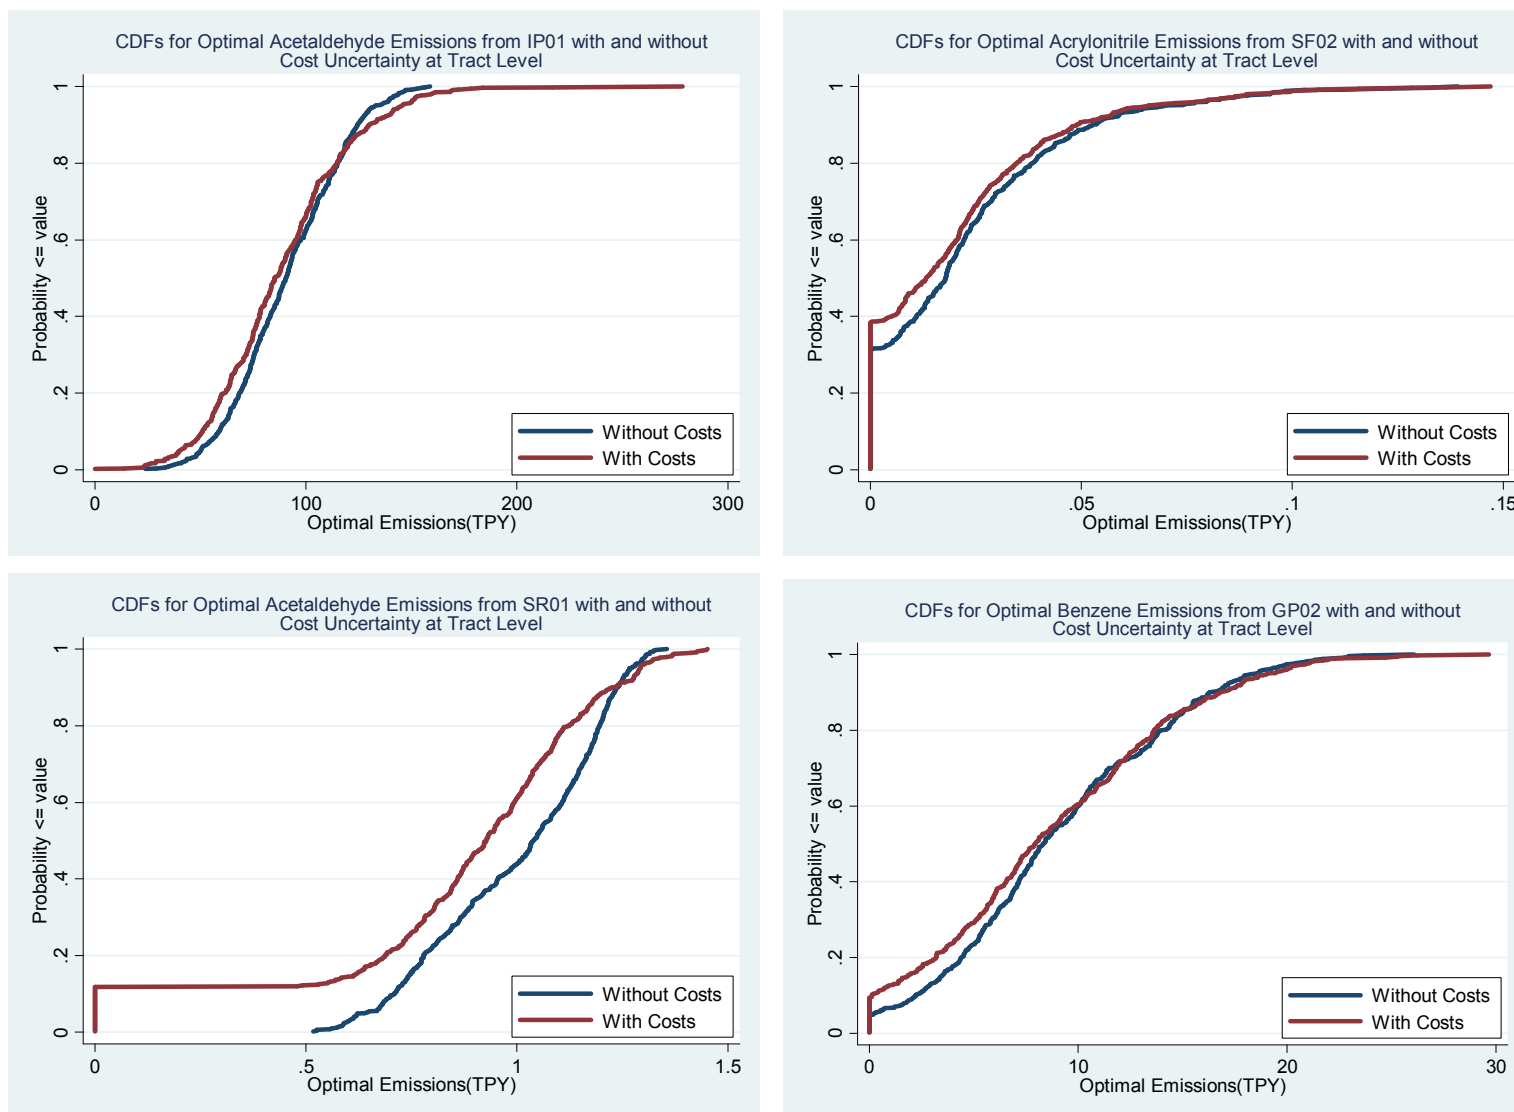 CDFs for Optimal Acetaldehyde Emissions from IP01 with and without
Cost Uncertainty at Tract Level
Probability <= value
1
.8
.6
.4
.2
0
Without Costs
With Costs
0 100 200 300
Optimal Emissions(TPY)
CDFs for Optimal Acrylonitrile Emissions from SF02 with and without
Cost Uncertainty at Tract Level
Probability <= value
1
.8
.6
.4
.2
0
Without Costs
With Costs
0 .05 .1 .15
Optimal Emissions(TPY)
CDFs for Optimal Acetaldehyde Emissions from SR01 with and without
Cost Uncertainty at Tract Level
Probability <= value
1
.8
.6
.4
.2
0
Without Costs
With Costs
0 .5 1 1.5
Optimal Emissions(TPY)
CDFs for Optimal Benzene Emissions from GP02 with and without
Cost Uncertainty at Tract Level
Probability <= value
1
.8
.6
.4
.2
0
Without Costs
With Costs
0 10 20 30
Optimal Emissions(TPY)